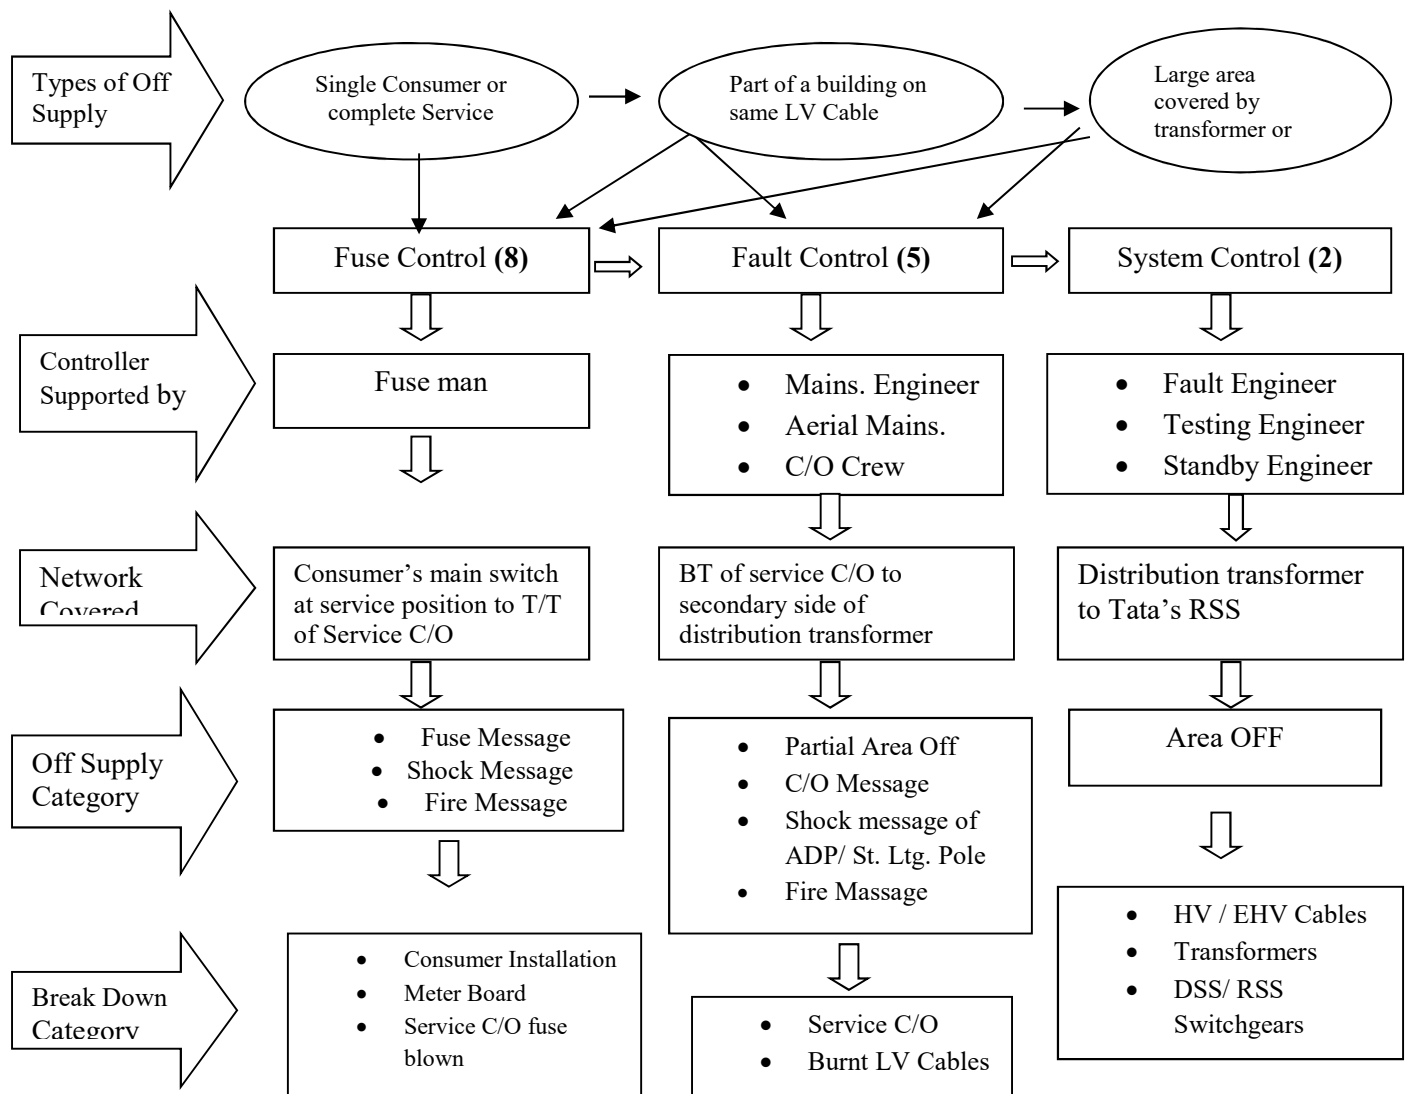 Types of Off
Supply
Single Consumer or
complete Service
Part of a building on
same LV Cable
Large area
covered by
transformer or
Fuse Control (8)
Fault Control (5)
System Control (2)
Controller
Supported by
Fuse man
• Mains. Engineer
• Aerial Mains.
• C/O Crew
• Fault Engineer
• Testing Engineer
• Standby Engineer
Network
Covered
Consumer’s main switch
at service position to T/T
of Service C/O
BT of service C/O to
secondary side of
distribution transformer
Distribution transformer
to Tata’s RSS
Off Supply
Category
• Fuse Message
• Shock Message
• Fire Message
• Partial Area Off
• C/O Message
• Shock message of
ADP/ St. Ltg. Pole
• Fire Massage
Area OFF
Break Down
Category
• Consumer Installation
• Meter Board
• Service C/O fuse
blown
• Service C/O
• Burnt LV Cables
• HV / EHV Cables
• Transformers
• DSS/ RSS
Switchgears